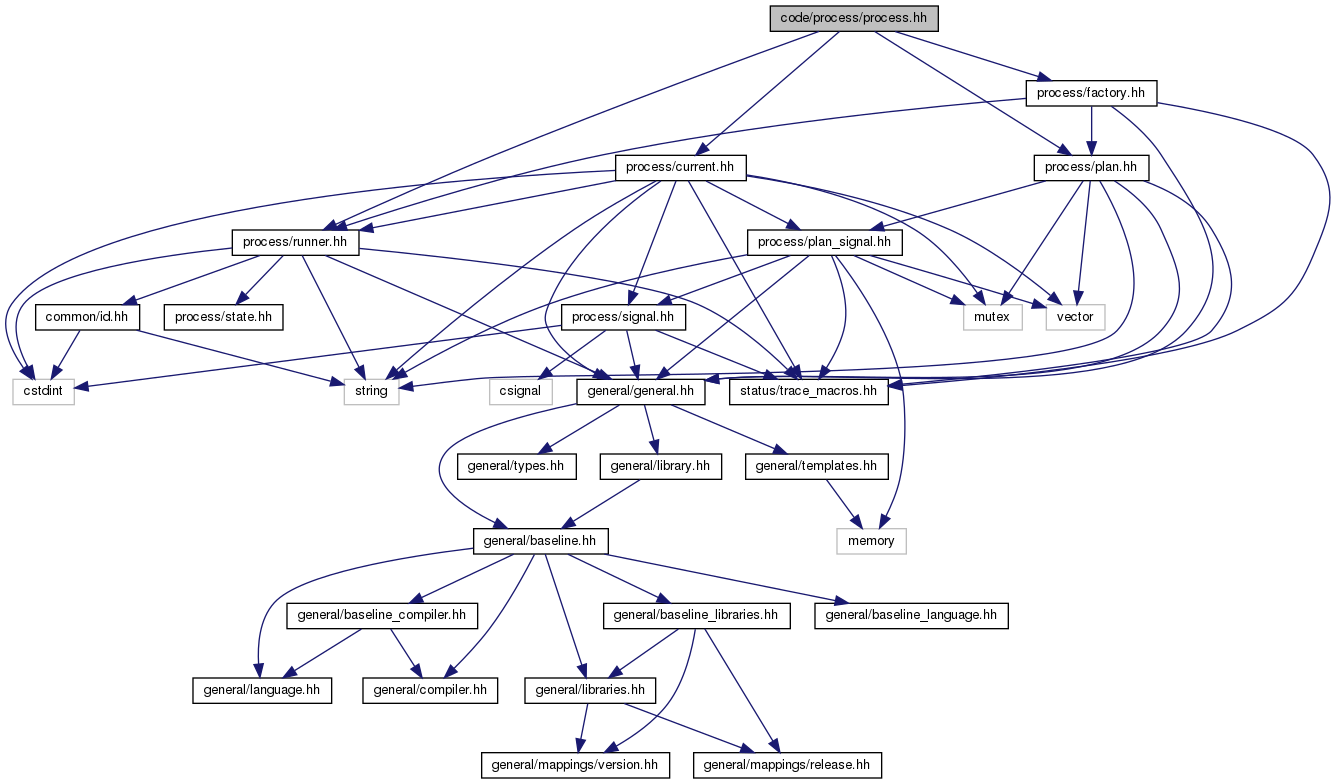 code/process/process.hh
process/factory.hh
process/current.hh
process/plan.hh
process/runner.hh
process/plan_signal.hh
common/id.hh
process/state.hh
process/signal.hh
mutex
vector
cstdint
string
csignal
general/general.hh
status/trace_macros.hh
general/types.hh
general/library.hh
general/templates.hh
general/baseline.hh
memory
general/baseline_compiler.hh
general/baseline_libraries.hh
general/baseline_language.hh
general/language.hh
general/compiler.hh
general/libraries.hh
general/mappings/version.hh
general/mappings/release.hh